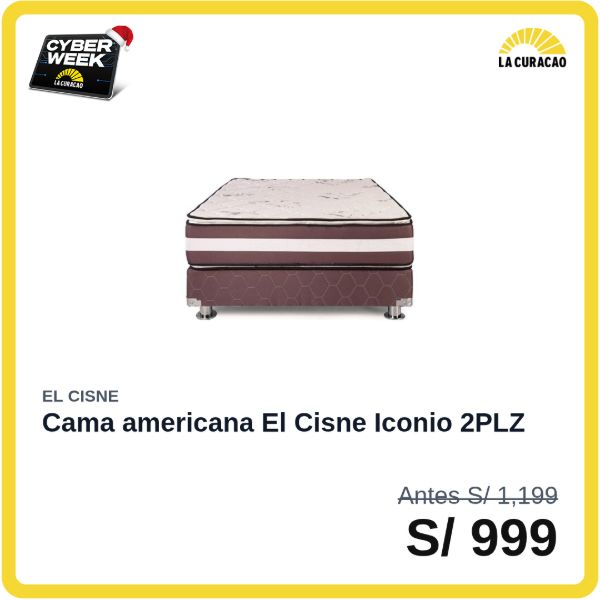 CYBER
WEEK
LA CURACAO
LA CURACAO
EL CISNE
Cama americana El Cisne Iconio 2PLZ
Antes S/ 1,199
S/ 999